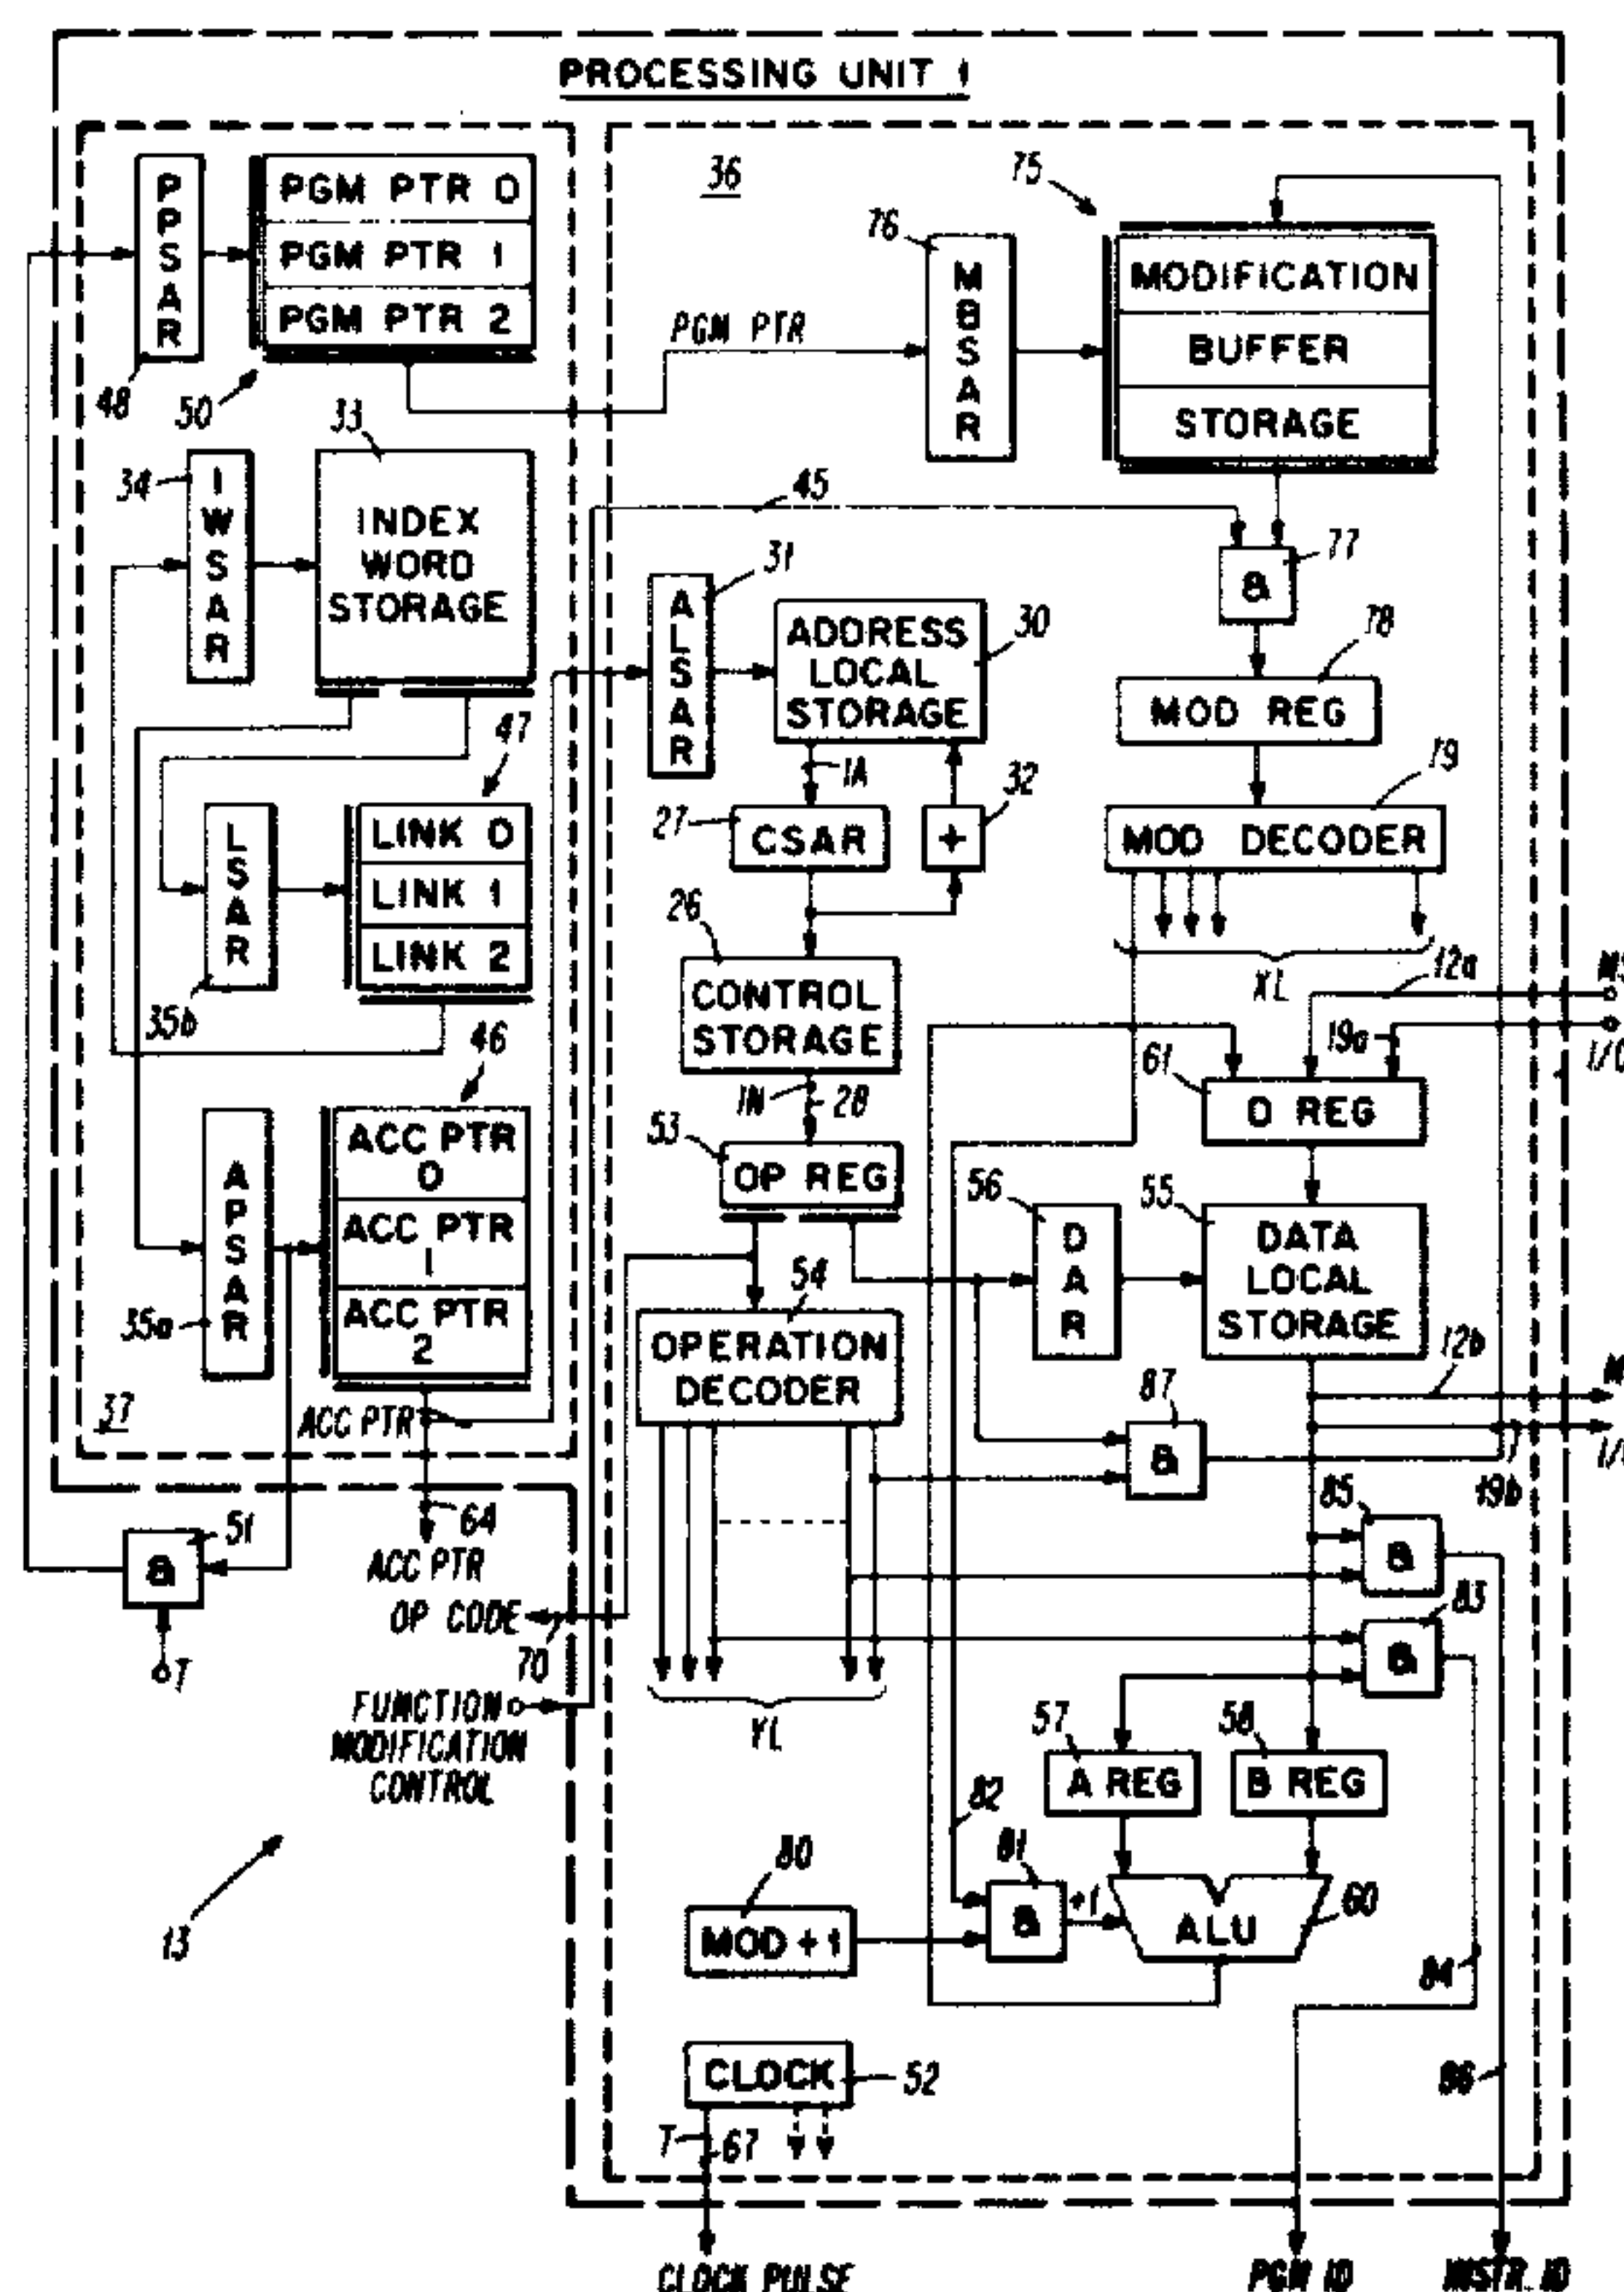 PROCESSING UNIT 1
PPSAR
48
PGM PTR 0
PGM PTR 1
PGM PTR 2
50
36
75
76
MBSAR
MODIFICATION
BUFFER
STORAGE
PGM PTR
33
34
IWSAR
INDEX
WORD
STORAGE
45
77
&
31
ALSAR
ADDRESS
LOCAL
STORAGE
30
78
MOD REG
47
1A
32
79
LSAR
35b
LINK 0
LINK 1
LINK 2
27
CSAR
+
MOD DECODER
26
CONTROL
STORAGE
XL
12a
19a
46
1N
28
61
D REG
APSAR
35a
ACC PTR
0
ACC PTR
1
ACC PTR
2
53
OP REG
56
DAR
55
DATA
LOCAL
STORAGE
54
OPERATION
DECODER
12b
37
ACC PTR
87
&
19b
85
&
51
&
T
64
ACC PTR
OP CODE
70
83
&
FUNCTION
MODIFICATION
CONTROL
YL
57
A REG
58
B REG
82
80
MOD +1
81
&
+1
ALU
60
84
13
CLOCK
52
86
T
67
CLOCK PULSE
PGM ID
INSTR. ID